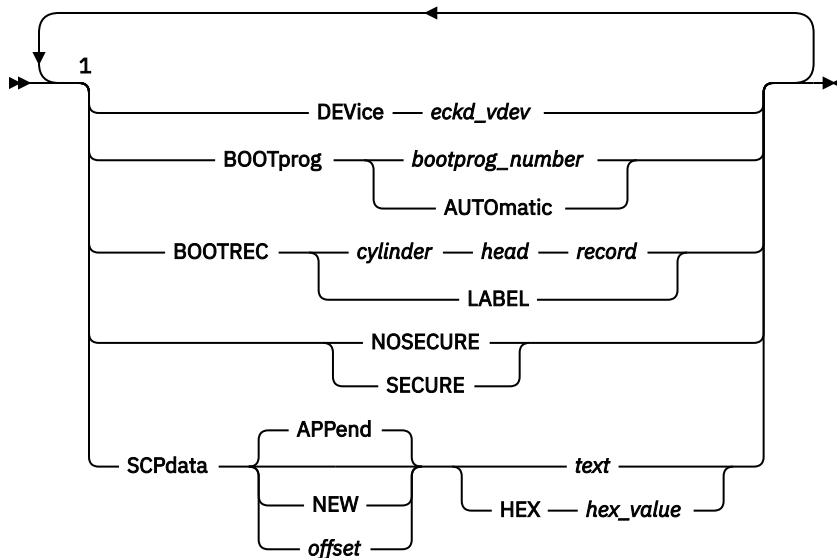 1
DEVice eckd_vdev
BOOTprog bootprog_number
AUTOmatic
BOOTREC cylinder head record
LABEL
NOSECURE
SECURE
APPend
SCPdata text
NEW HEX hex_value
offset